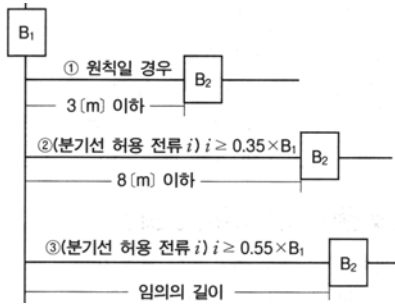 B₁
① 원칙일 경우
B₂
3〔m〕 이하
②(분기선 허용 전류 i) i ≥ 0.35×B₁
B₂
8〔m〕 이하
③(분기선 허용 전류 i) i ≥ 0.55×B₁
B₂
임의의 길이